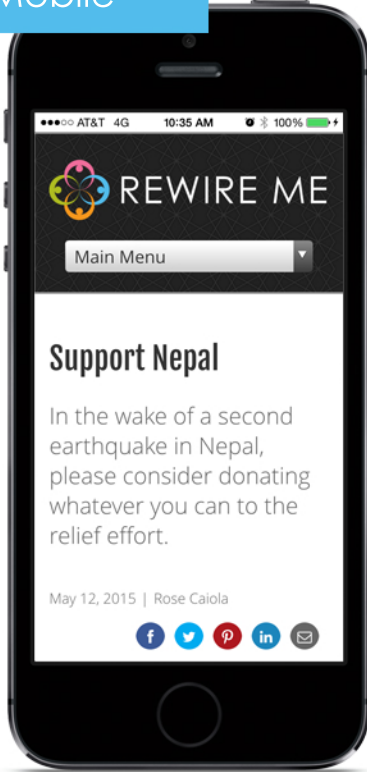 Mobile
AT&T 4G 10:35 AM 100%
REWIRE ME
Main Menu
Support Nepal
In the wake of a second
earthquake in Nepal,
please consider donating
whatever you can to the
relief effort.
May 12, 2015 | Rose Caiola
f p in